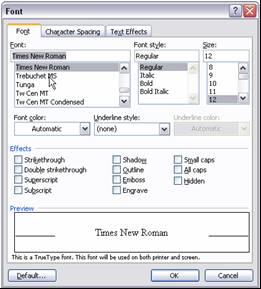 Font
Font Character Spacing Text Effects
Font: Font style: Size:
Times New Roman Regular 12
Times New Roman Regular 8
Trebuchet MS Italic 9
Tunga Bold 10
Tw Cen MT Bold Italic 11
Tw Cen MT Condensed 12
Font color: Underline style: Underline color:
Automatic (none) Automatic
Effects
Strikethrough Shadow Small caps
Double strikethrough Outline All caps
Superscript Emboss Hidden
Subscript Engrave
Preview
Times New Roman
This is a TrueType font. This font will be used on both printer and screen.
Default... OK Cancel